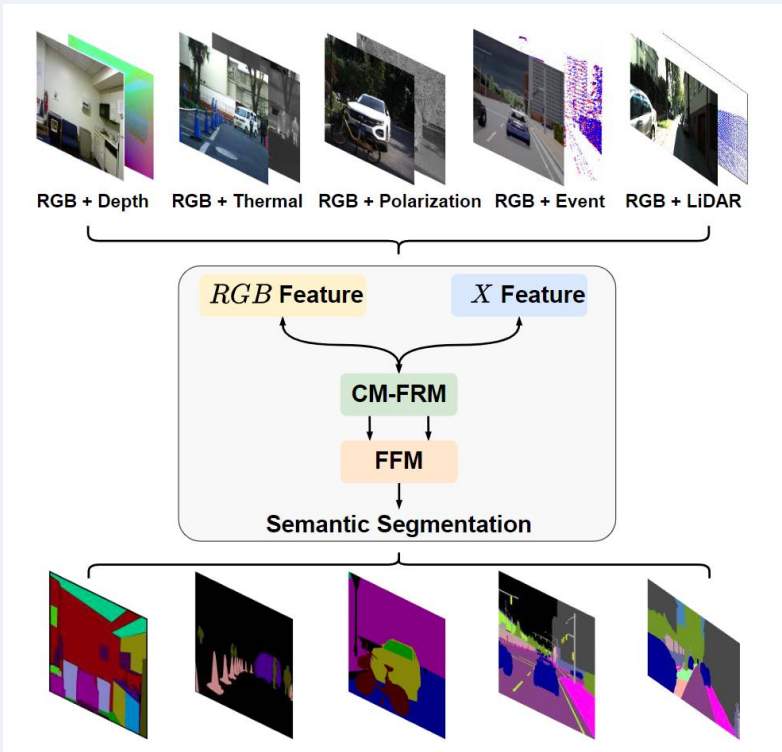 RGB + Depth RGB + Thermal RGB + Polarization RGB + Event RGB + LiDAR
RGB Feature X Feature
CM-FRM
FFM
Semantic Segmentation